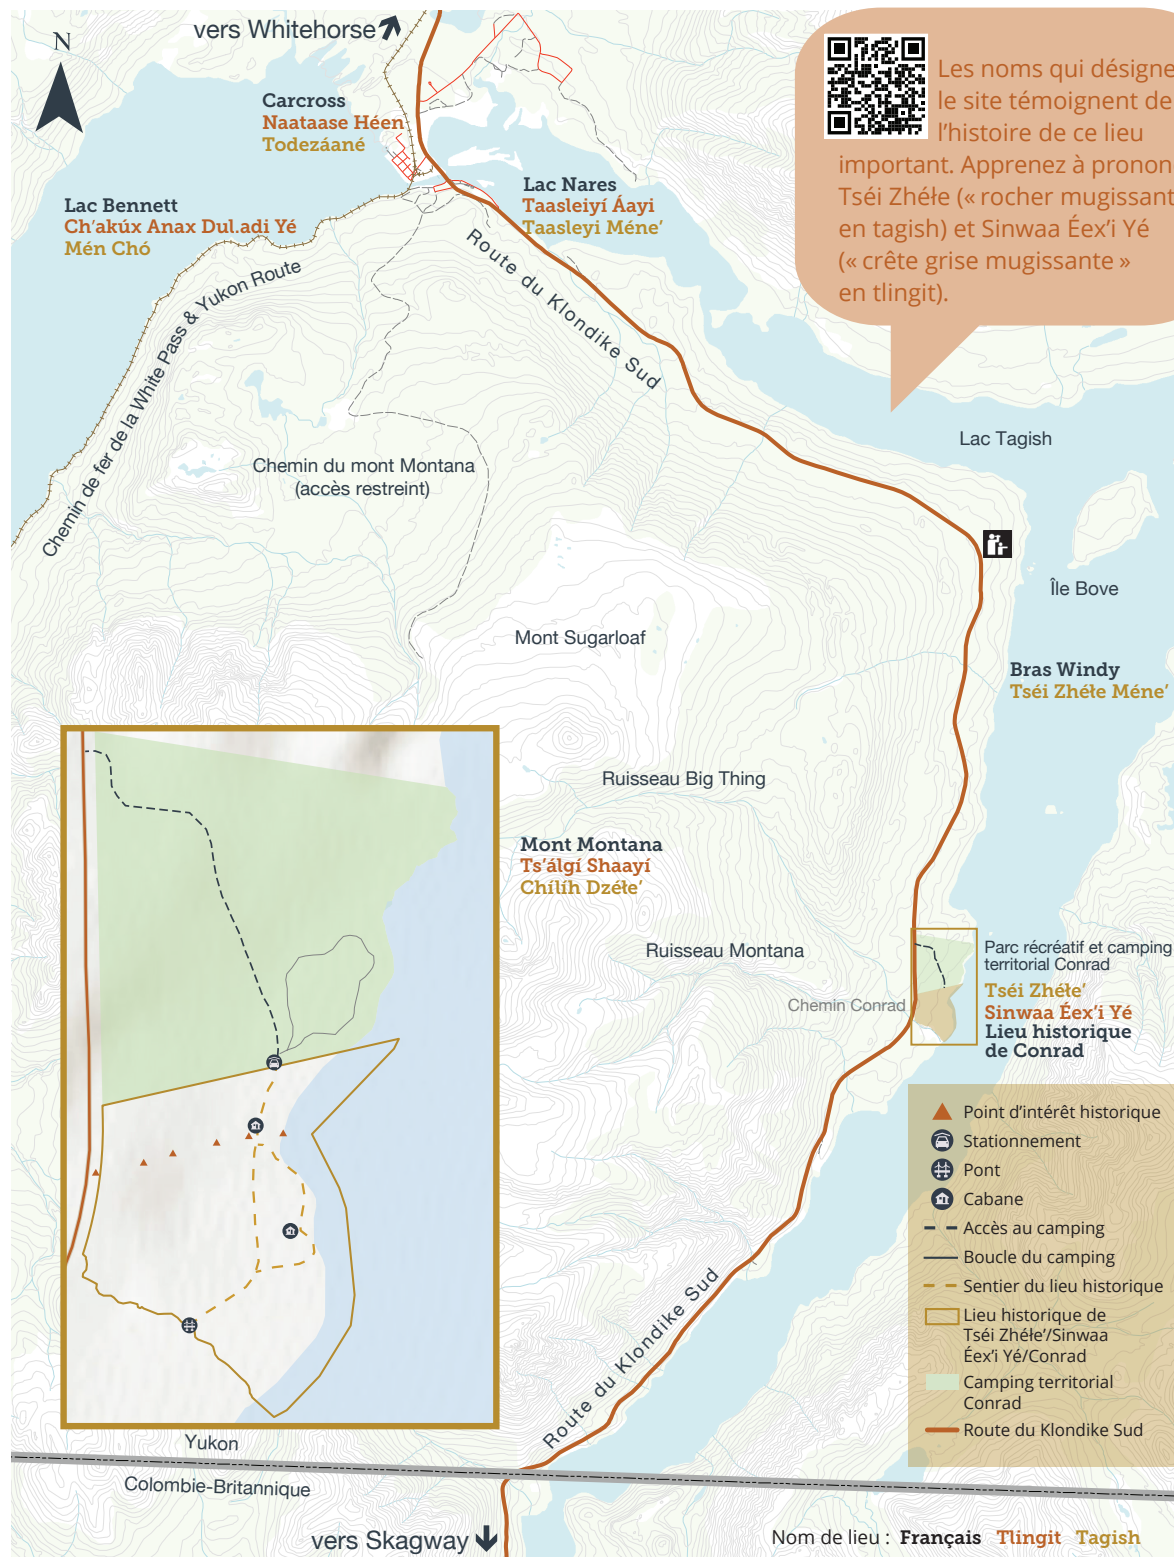 vers Whitehorse
N
Carcross
Naataase Héen
Todezáané
Lac Bennett
Ch'akúx Anax Dul.adi Yé
Mén Chó
Lac Nares
Taasleiyí Áayi
Taasleyi Méne'
Les noms qui désigne
le site témoignent de
l'histoire de ce lieu
important. Apprenez à pronon
Tséi Zhéłe (« rocher mugissant
en tagish) et Sinwaa Éex'i Yé
(« crête grise mugissante »
en tlingit).
Route du Klondike Sud
Chemin de fer de la White Pass & Yukon Route
Lac Tagish
Chemin du mont Montana
(accès restreint)
Île Bove
Mont Sugarloaf
Bras Windy
Tséi Zhéłe Méne'
Ruisseau Big Thing
Mont Montana
Ts'álgí Shaayí
Chílíh Dzéłe'
Ruisseau Montana
Parc récréatif et camping
territorial Conrad
Chemin Conrad
Tséi Zhéłe'
Sinwaa Éex'i Yé
Lieu historique
de Conrad
Point d'intérêt historique
Stationnement
Pont
Cabane
Accès au camping
Boucle du camping
Sentier du lieu historique
Lieu historique de
Tséi Zhéłe'/Sinwaa
Éex'i Yé/Conrad
Camping territorial
Conrad
Route du Klondike Sud
Route du Klondike Sud
Yukon
Colombie-Britannique
vers Skagway
Nom de lieu : Français Tlingit Tagish